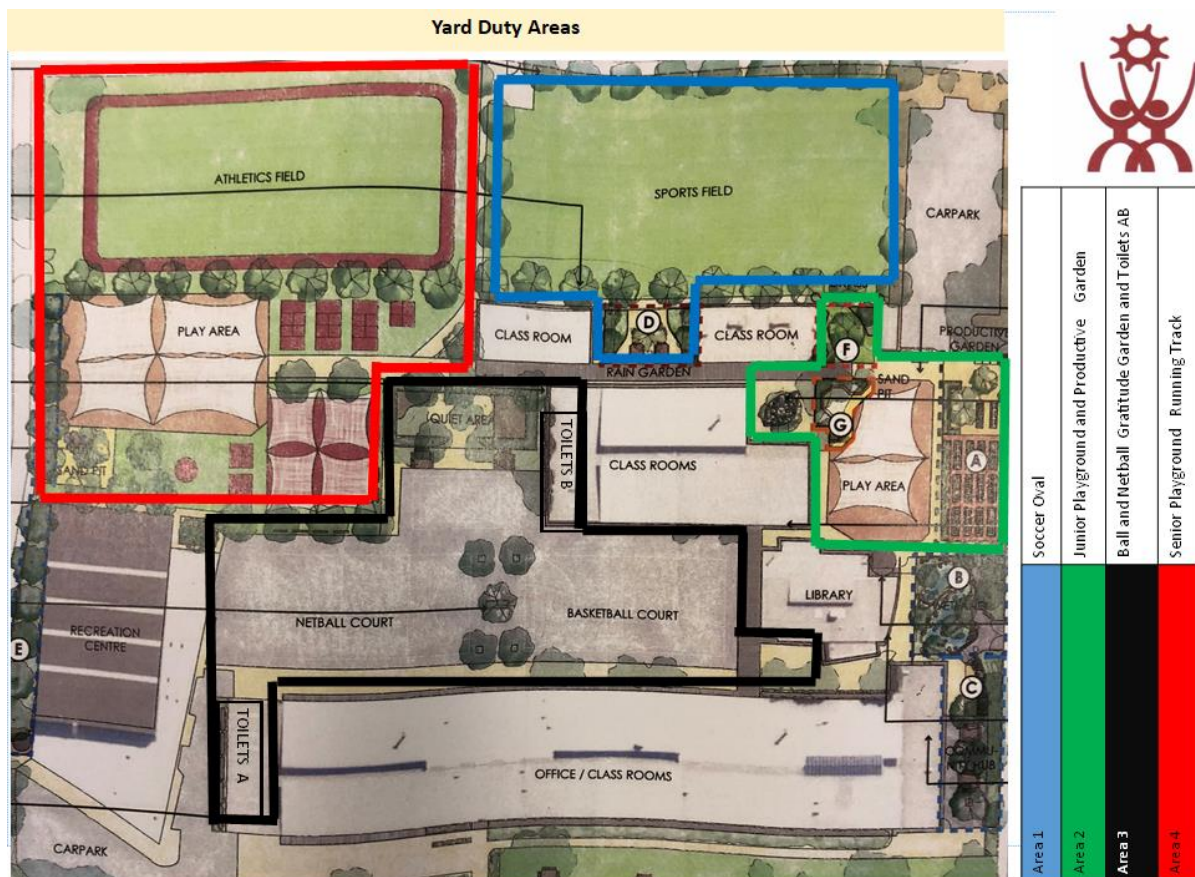 Yard Duty Areas
ATHLETICS FIELD
SPORTS FIELD
CARPARK
PLAY AREA
CLASS ROOM
D
CLASS ROOM
F
PRODUCTIVE
GARDEN
RAIN GARDEN
SAND
PIT
QUIET AREA
TOILETS B
G
CLASS ROOMS
A
SAND PIT
PLAY AREA
B
LIBRARY
NETBALL COURT
BASKETBALL COURT
RECREATION
CENTRE
E
C
TOILETS A
OFFICE / CLASS ROOMS
COMMU-
NITY HUB
CARPARK
Area 1 Soccer Oval
Area 2 Junior Playground and Productive Garden
Area 3 Ball and Netball Gratitude Garden and Toilets AB
Area 4 Senior Playground Running Track